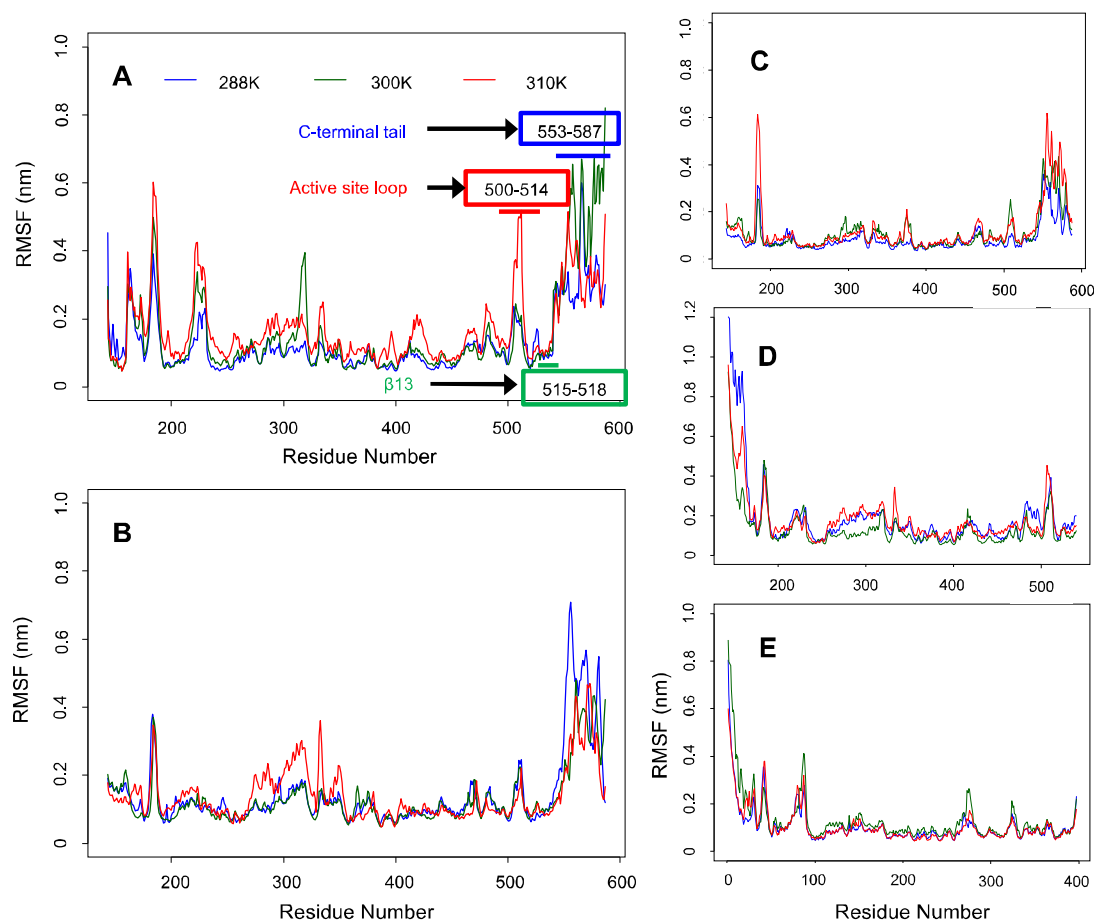 A
288K 300K 310K
C-terminal tail 553-587
Active site loop 500-514
β13 515-518
RMSF (nm)
1.0
0.8
0.6
0.4
0.2
0
200 300 400 500 600
Residue Number
B
RMSF (nm)
1.0
0.8
0.6
0.4
0.2
0
200 300 400 500 600
Residue Number
C
1.0
0.8
0.6
0.4
0.2
0
200 300 400 500 600
D
1.2
1.0
0.8
0.6
0.4
0.2
0
200 300 400 500
E
RMSF (nm)
1.0
0.8
0.6
0.4
0.2
0
0 100 200 300 400
Residue Number